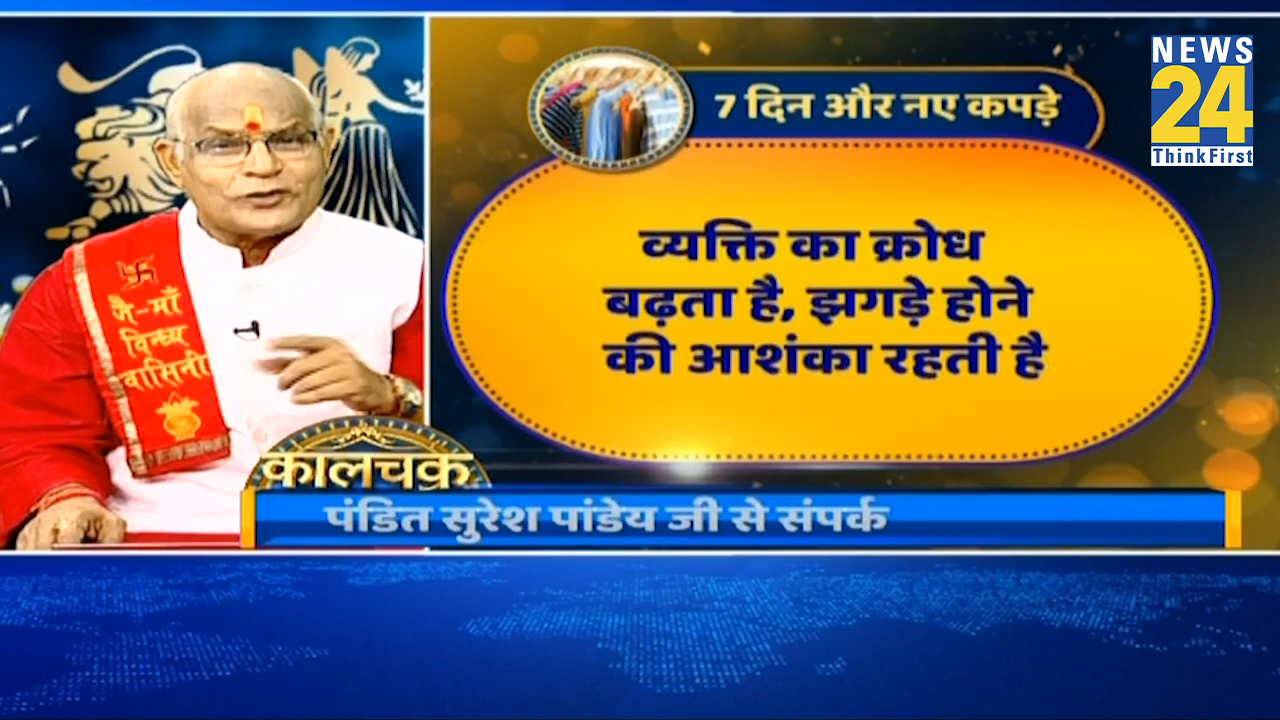 NEWS
24
ThinkFirst
7 दिन और नए कपड़े
व्यक्ति का क्रोध
बढ़ता है, झगड़े होने
की आशंका रहती है
जै-माँ
विन्ध्य
वासिनी
कालचक्र
पंडित सुरेश पांडेय जी से संपर्क